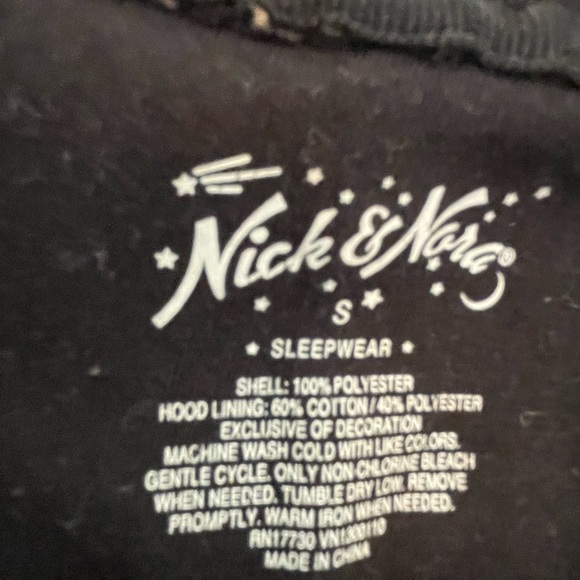 Nick & Nora®
S
SLEEPWEAR
SHELL: 100% POLYESTER
HOOD LINING: 60% COTTON / 40% POLYESTER
EXCLUSIVE OF DECORATION
MACHINE WASH COLD WITH LIKE COLORS.
GENTLE CYCLE. ONLY NON CHLORINE BLEACH
WHEN NEEDED. TUMBLE DRY LOW. REMOVE
PROMPTLY. WARM IRON WHEN NEEDED.
RN17730 VN1300110
MADE IN CHINA